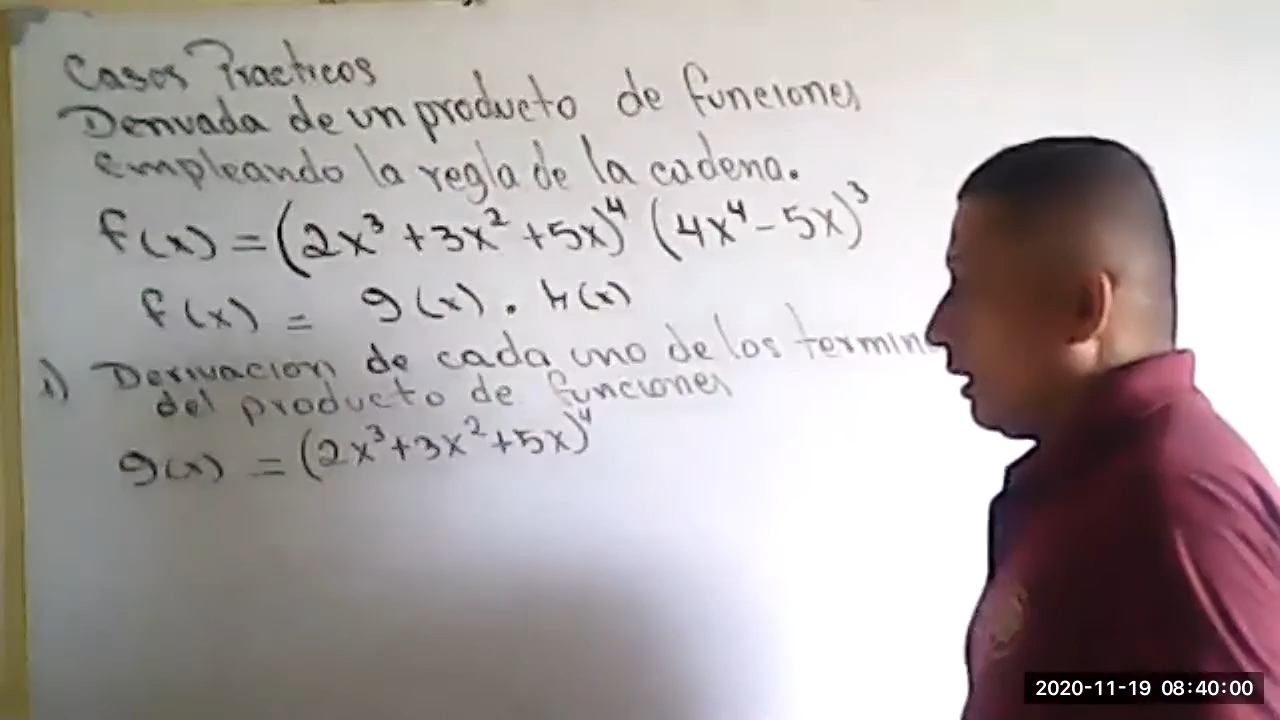 Casos Practicos
Derivada de un producto de funciones
empleando la regla de la cadena.
f(x) = (2x³ + 3x² + 5x)⁴ (4x⁴ - 5x)³
f(x) = g(x) . h(x)
1) Derivacion de cada uno de los termin
del producto de funciones
g(x) = (2x³+3x²+5x)⁴
2020-11-19 08:40:00